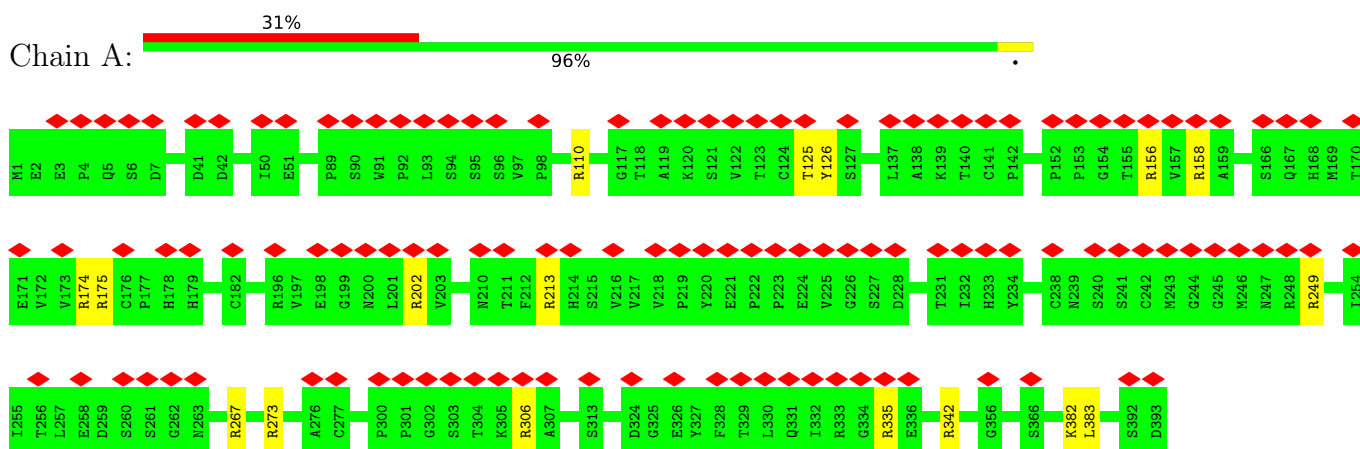 31%
Chain A:
96%
•
M1 E2 E3 P4 Q5 S6 D7 D41 D42 I50 E51 P89 S90 W91 P92 L93 S94 S95 S96 V97 P98 R110 G117 T118 A119 K120 S121 V122 T123 C124 T125 Y126 S127 L137 A138 K139 T140 C141 P142 P152 P153 G154 T155 R156 V157 R158 A159 S166 Q167 H168 M169 T170
E171 V172 V173 R174 R175 C176 P177 H178 H179 C182 R196 V197 E198 G199 N200 L201 R202 V203 N210 T211 F212 R213 H214 S215 V216 V217 V218 P219 Y220 E221 P222 P223 E224 V225 G226 S227 D228 T231 I232 H233 Y234 C238 N239 S240 S241 C242 M243 G244 G245 M246 N247 R248 R249 I254
I255 T256 L257 E258 D259 S260 S261 G262 N263 R267 R273 A276 C277 P300 P301 G302 S303 T304 K305 R306 A307 S313 D324 G325 E326 Y327 F328 T329 L330 Q331 I332 R333 G334 R335 E336 R342 G356 S366 K382 L383 S392 D393